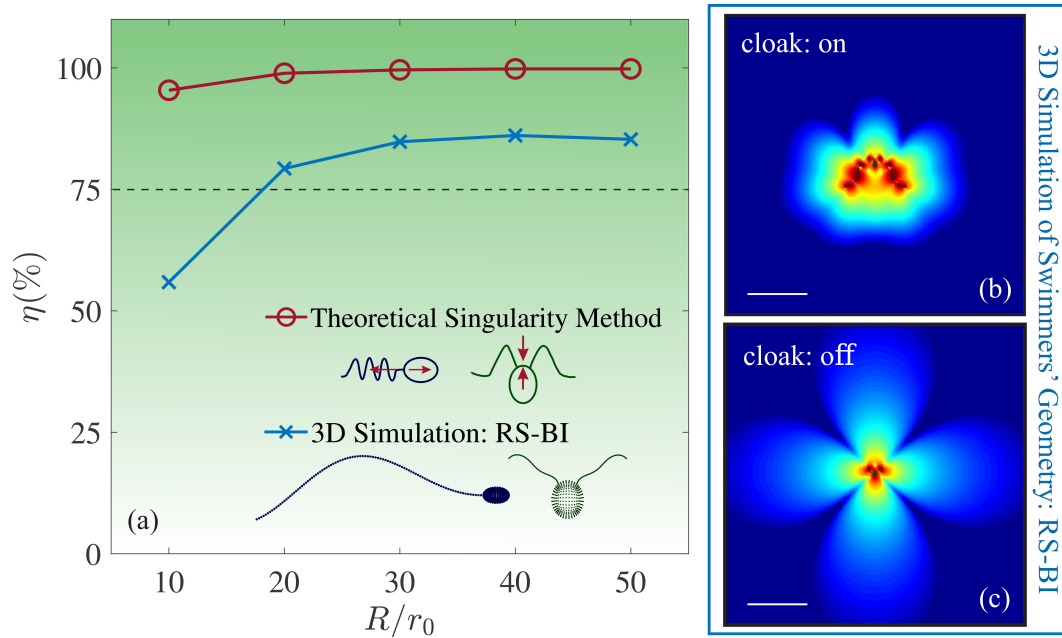 100
75
50
25
0
η(%)
10 20 30 40 50
R/r₀
Theoretical Singularity Method
3D Simulation: RS-BI
(a)
cloak: on
(b)
cloak: off
(c)
3D Simulation of Swimmers' Geometry: RS-BI